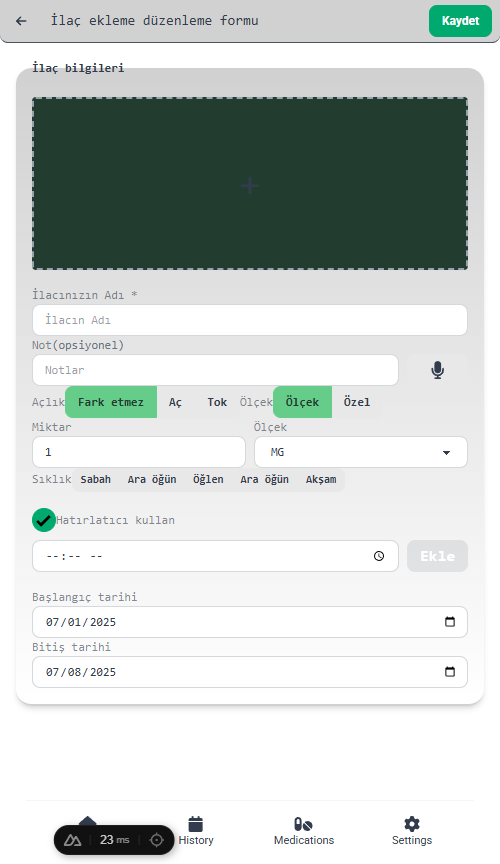 İlaç ekleme düzenleme formu Kaydet
İlaç bilgileri
İlacınızın Adı *
İlacın Adı
Not(opsiyonel)
Notlar
Açlık Fark etmez Aç Tok Ölçek Ölçek Özel
Miktar Ölçek
1 MG
Sıklık Sabah Ara öğün Öğlen Ara öğün Akşam
Hatırlatıcı kullan
--:-- -- Ekle
Başlangıç tarihi
07/01/2025
Bitiş tarihi
07/08/2025
23 ms History Medications Settings